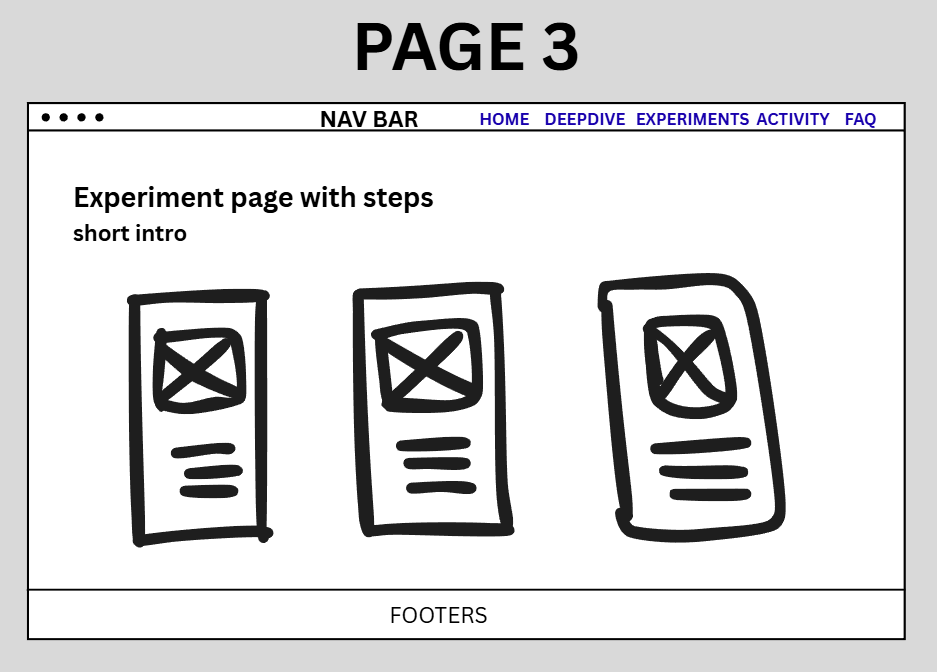 PAGE 3
NAV BAR HOME DEEPDIVE EXPERIMENTS ACTIVITY FAQ
Experiment page with steps
short intro
FOOTERS